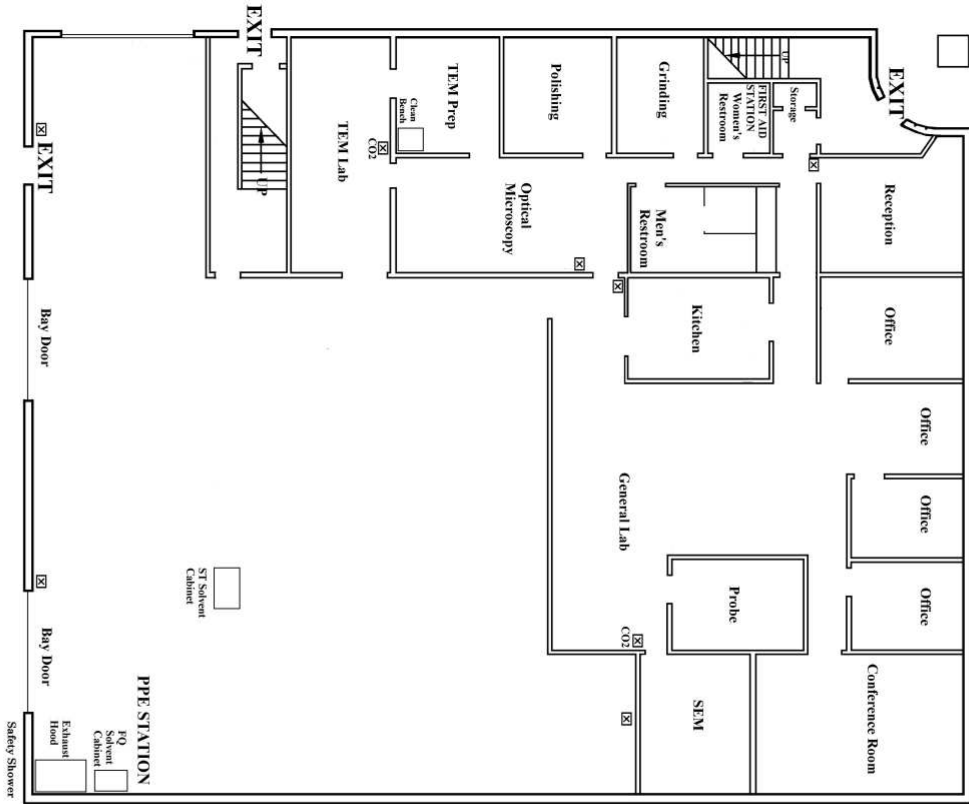 EXIT
EXIT
UP
TEM Prep
Clean
Bench
Polishing
Grinding
FIRST AID
STATION
Women's
Restroom
Storage
EXIT
UP
TEM Lab
CO2
Optical
Microscopy
Men's
Restroom
Reception
Kitchen
Office
Bay Door
Office
General Lab
Office
ST Solvent
Cabinet
Probe
Office
CO2
Bay Door
SEM
Conference Room
PPE STATION
FQ
Solvent
Cabinet
Exhaust
Hood
Safety Shower